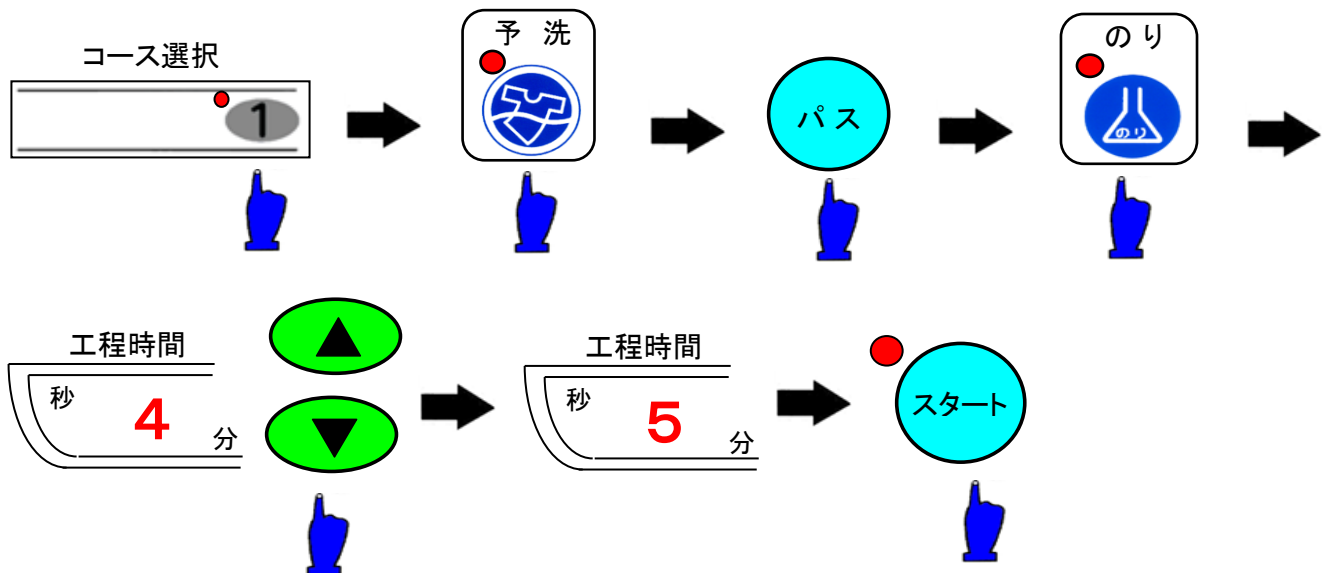 コース選択
1
予 洗
パ ス
の り
のり
工程時間
秒 4 分
工程時間
秒 5 分
スタート